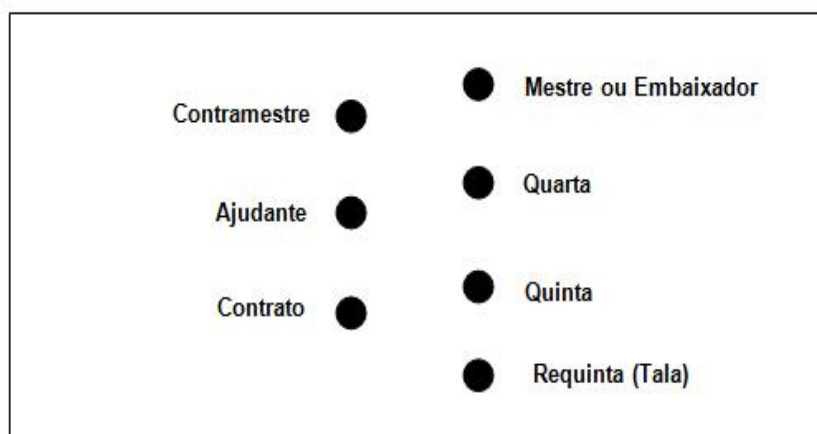 Mestre ou Embaixador
Contramestre
Quarta
Ajudante
Quinta
Contrato
Requinta (Tala)